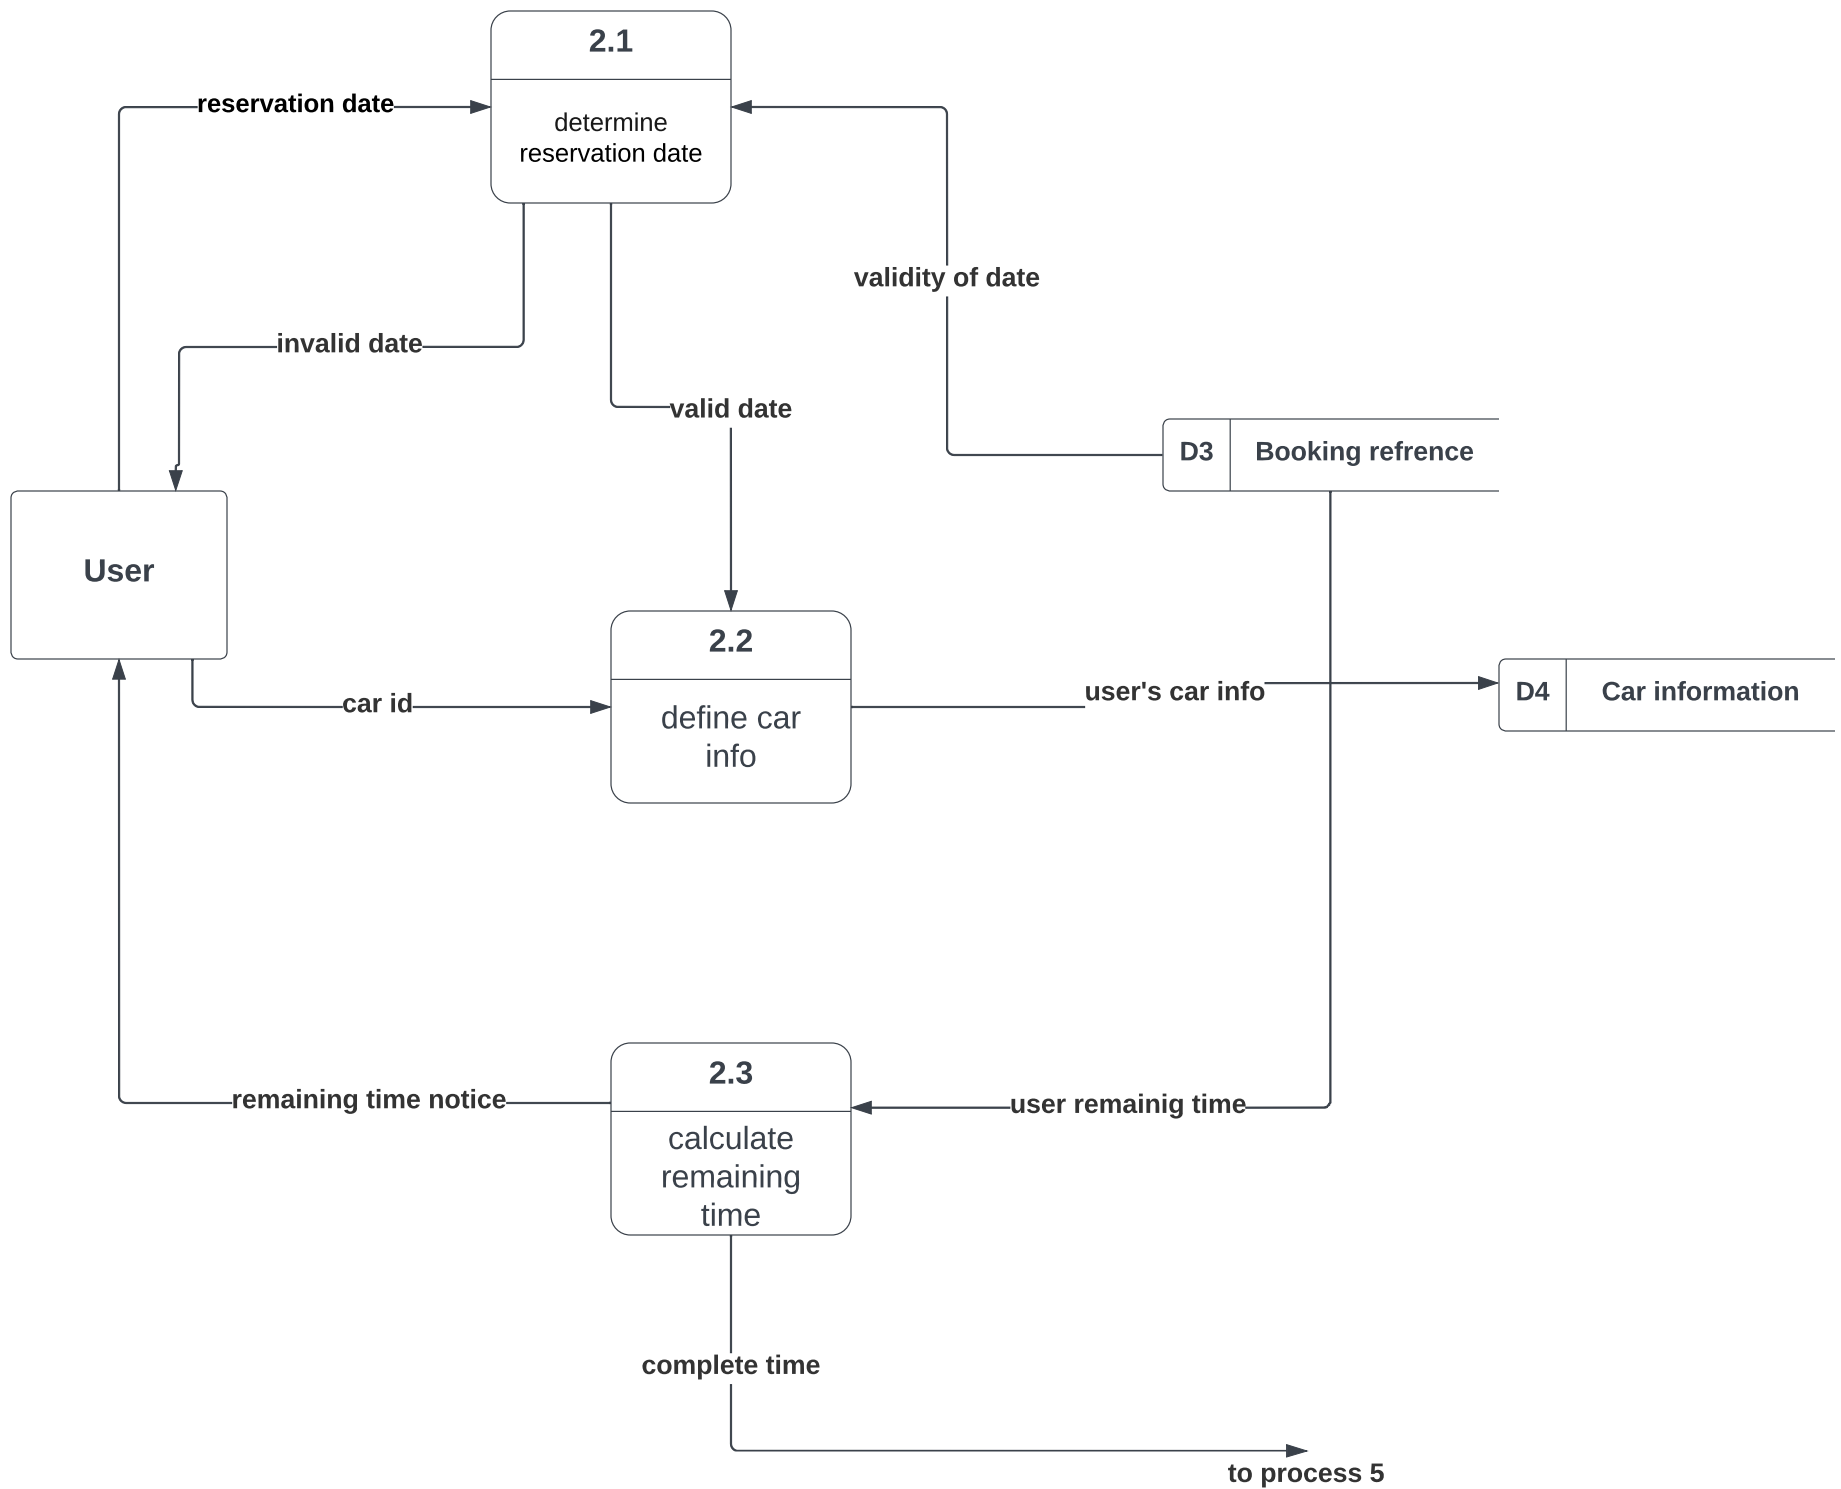 2.1
reservation date
determine
reservation date
validity of date
invalid date
valid date
D3
Booking refrence
User
2.2
define car
info
car id
user's car info
D4
Car information
2.3
calculate
remaining
time
remaining time notice
user remainig time
complete time
to process 5